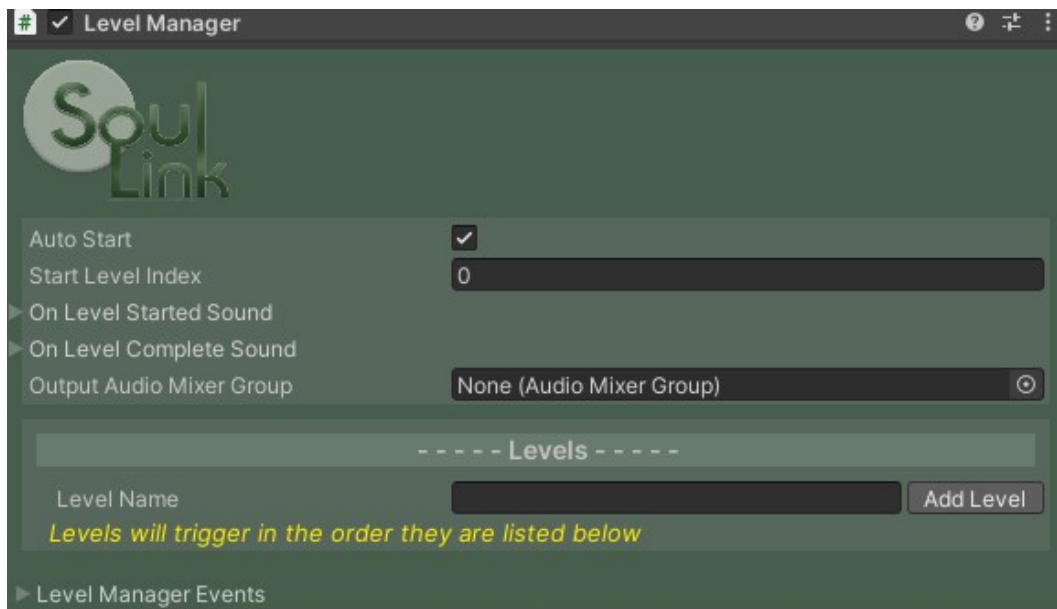 # Level Manager
Soul
Link
Auto Start
Start Level Index 0
On Level Started Sound
On Level Complete Sound
Output Audio Mixer Group None (Audio Mixer Group)
- - - - - Levels - - - - -
Level Name Add Level
Levels will trigger in the order they are listed below
Level Manager Events